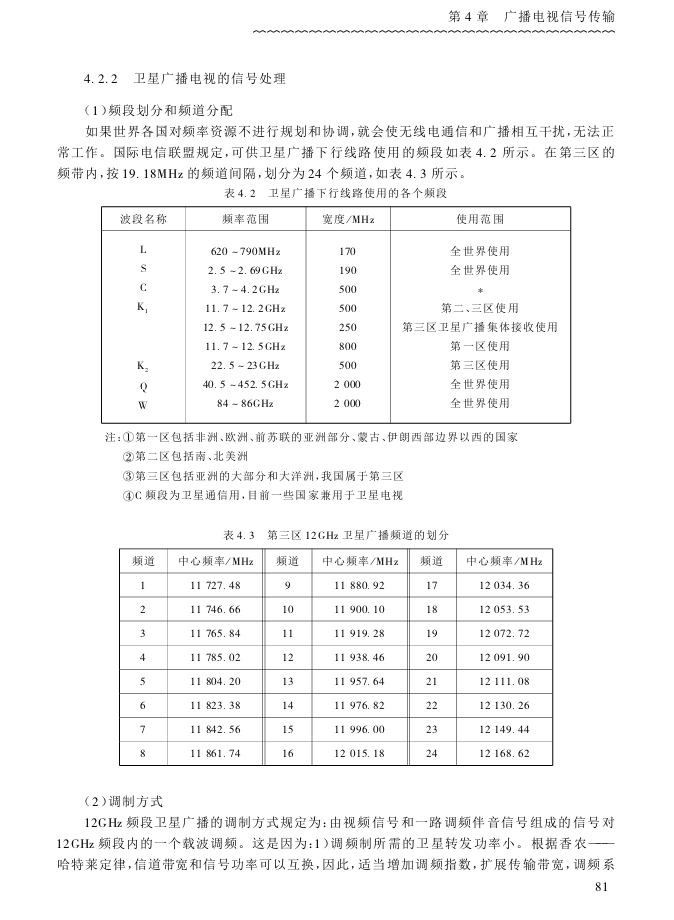 第 4 章　广播电视信号传输
4. 2. 2　卫星广播电视的信号处理
(1)频段划分和频道分配
如果世界各国对频率资源不进行规划和协调,就会使无线电通信和广播相互干扰,无法正
常工作。国际电信联盟规定,可供卫星广播下行线路使用的频段如表 4. 2 所示。在第三区的
频带内,按 19. 18MHz 的频道间隔,划分为 24 个频道,如表 4. 3 所示。
表 4. 2　卫星广播下行线路使用的各个频段
波段名称　频率范围　宽度/MHz　使用范围
L　620 ~ 790MHz　170　全世界使用
S　2. 5 ~ 2. 69GHz　190　全世界使用
C　3. 7 ~ 4. 2GHz　500　*
K₁　11. 7 ~ 12. 2GHz　500　第二、三区使用
12. 5 ~ 12. 75GHz　250　第三区卫星广播集体接收使用
11. 7 ~ 12. 5GHz　800　第一区使用
K₂　22. 5 ~ 23GHz　500　第三区使用
Q　40. 5 ~ 452. 5GHz　2 000　全世界使用
W　84 ~ 86GHz　2 000　全世界使用
注:①第一区包括非洲、欧洲、前苏联的亚洲部分、蒙古、伊朗西部边界以西的国家
②第二区包括南、北美洲
③第三区包括亚洲的大部分和大洋洲,我国属于第三区
④C 频段为卫星通信用,目前一些国家兼用于卫星电视
表 4. 3　第三区 12GHz 卫星广播频道的划分
频道　中心频率/MHz　频道　中心频率/MHz　频道　中心频率/MHz
1　11 727. 48　9　11 880. 92　17　12 034. 36
2　11 746. 66　10　11 900. 10　18　12 053. 53
3　11 765. 84　11　11 919. 28　19　12 072. 72
4　11 785. 02　12　11 938. 46　20　12 091. 90
5　11 804. 20　13　11 957. 64　21　12 111. 08
6　11 823. 38　14　11 976. 82　22　12 130. 26
7　11 842. 56　15　11 996. 00　23　12 149. 44
8　11 861. 74　16　12 015. 18　24　12 168. 62
(2)调制方式
12GHz 频段卫星广播的调制方式规定为:由视频信号和一路调频伴音信号组成的信号对
12GHz 频段内的一个载波调频。这是因为:1)调频制所需的卫星转发功率小。根据香农——
哈特莱定律,信道带宽和信号功率可以互换,因此,适当增加调频指数,扩展传输带宽,调频系
81